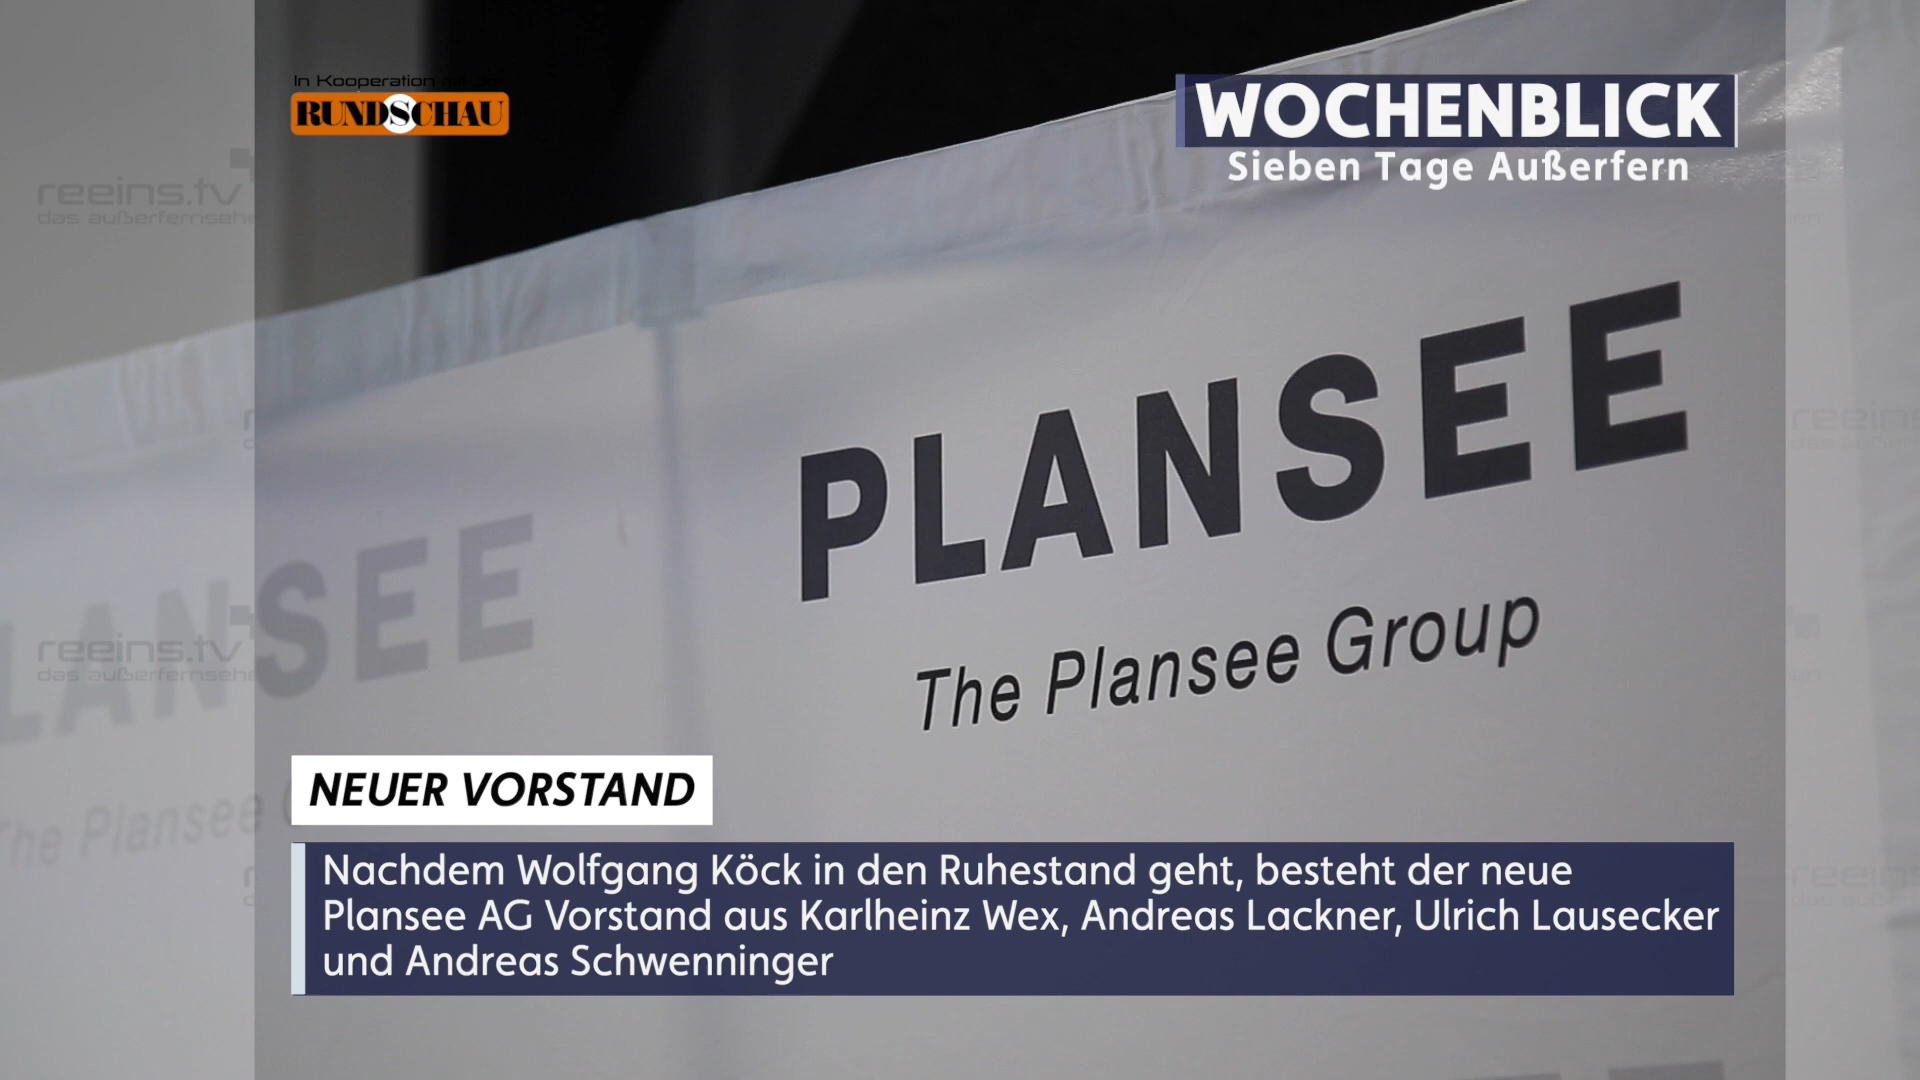 In Kooperation
RUNDSCHAU
WOCHENBLICK
Sieben Tage Außerfern
reeins.tv
PLANSEE
The Plansee Group
reeins.tv
NEUER VORSTAND
Nachdem Wolfgang Köck in den Ruhestand geht, besteht der neue
Plansee AG Vorstand aus Karlheinz Wex, Andreas Lackner, Ulrich Lausecker
und Andreas Schwenninger